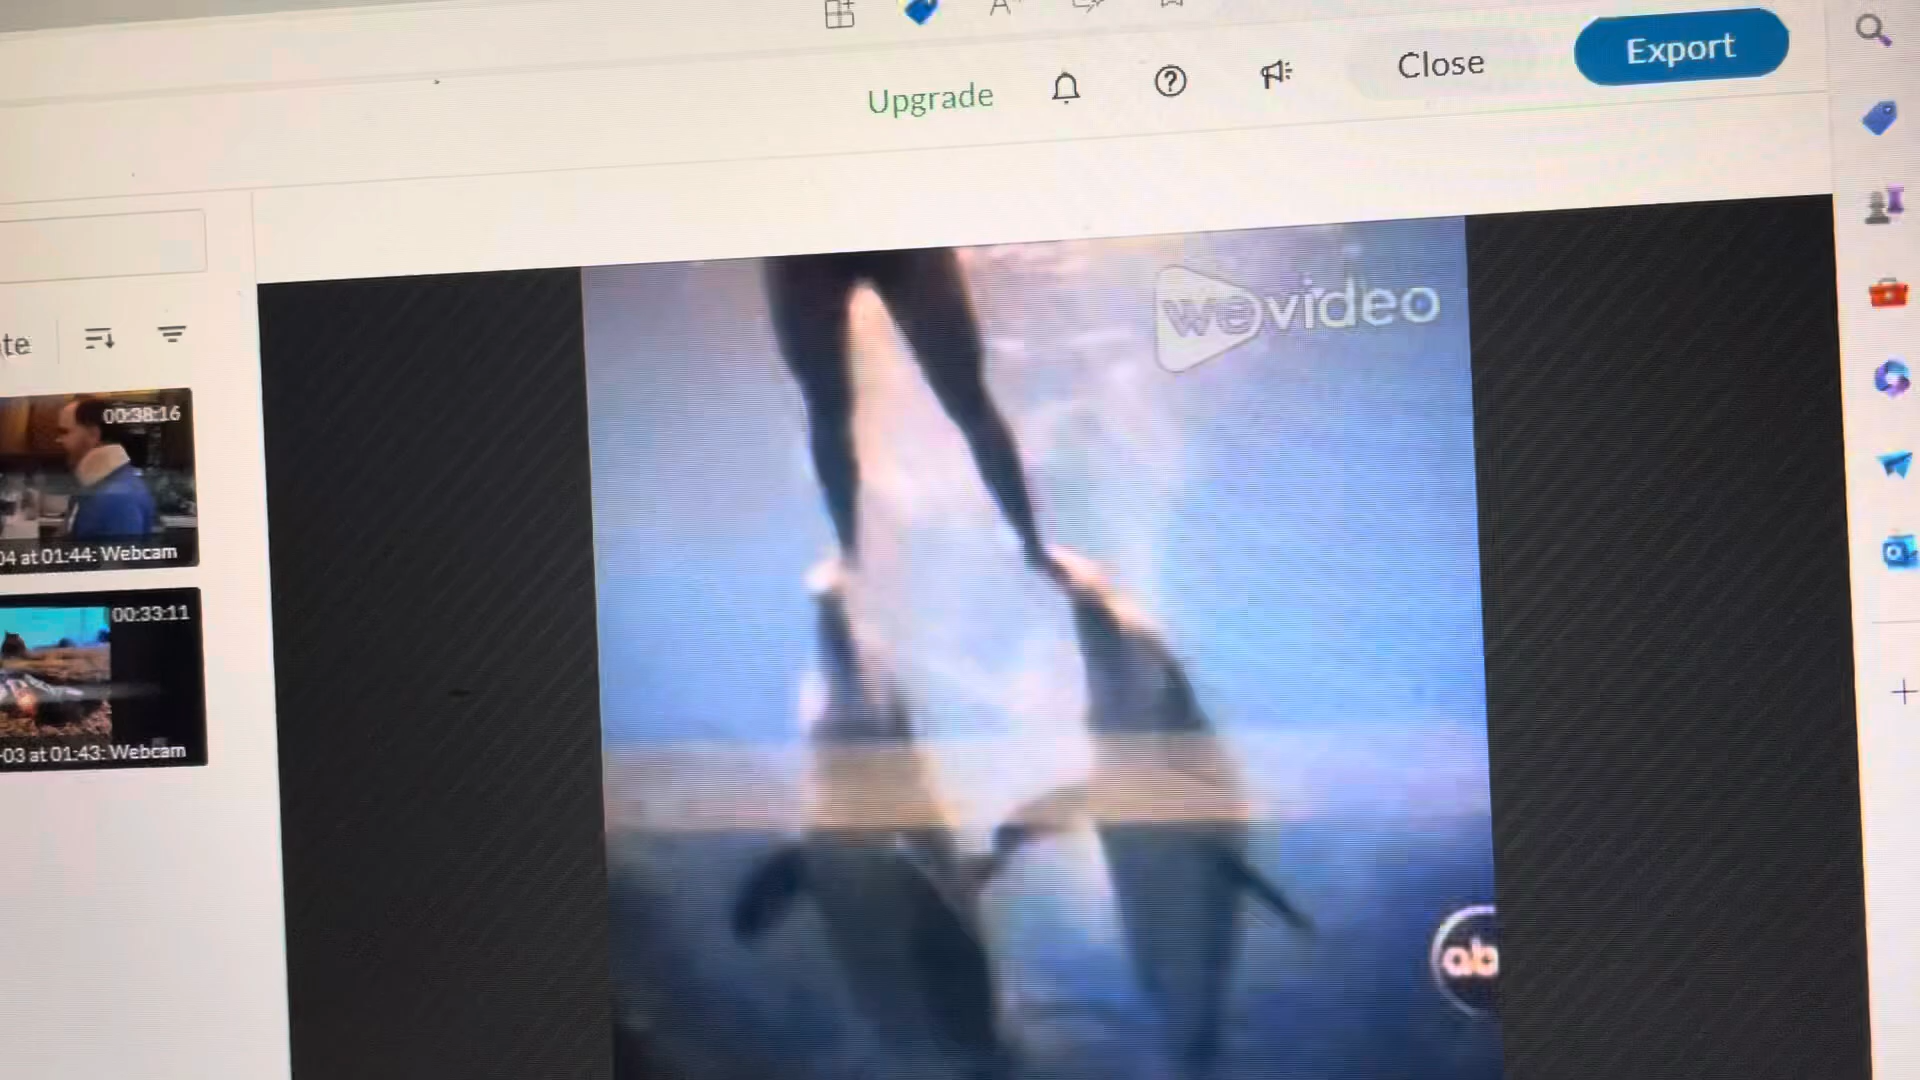 Upgrade
Close
Export
wevideo
te
00:38:16
04 at 01:44: Webcam
00:33:11
-03 at 01:43: Webcam
ab